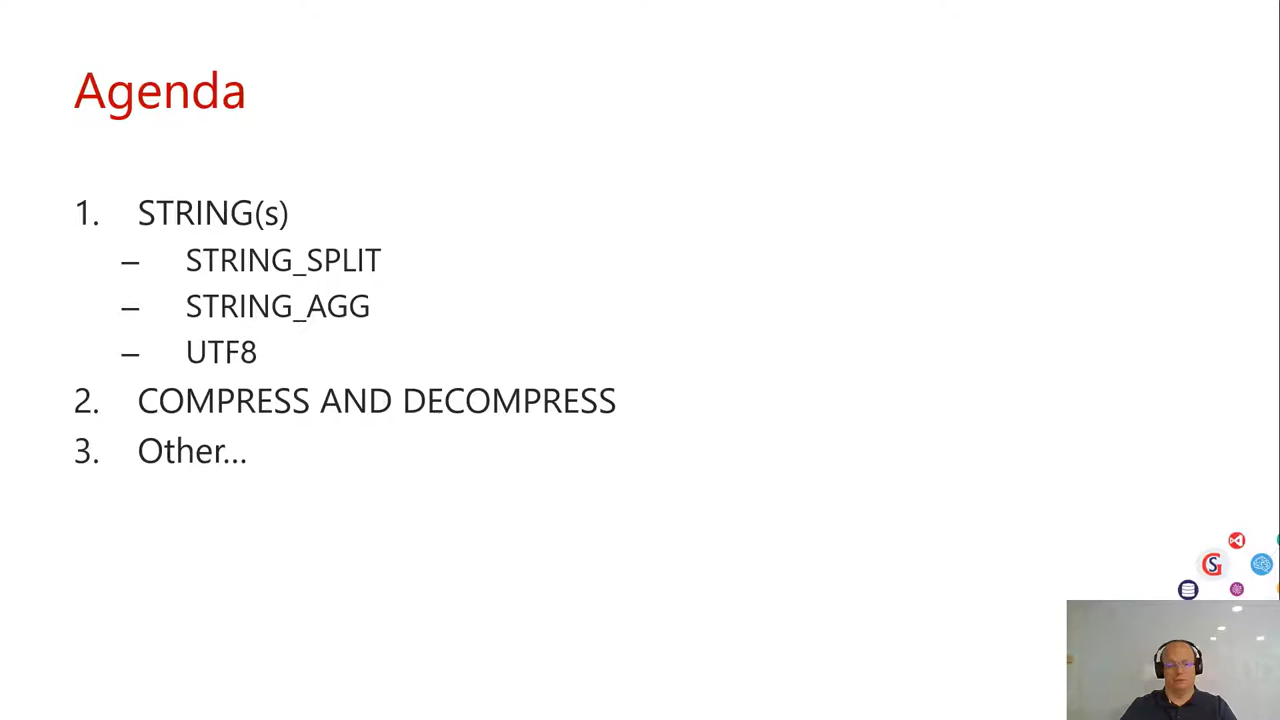 Agenda
1. STRING(s)
– STRING_SPLIT
– STRING_AGG
– UTF8
2. COMPRESS AND DECOMPRESS
3. Other...